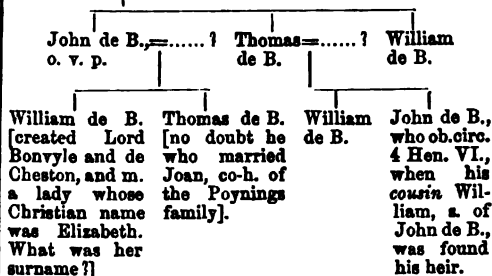 John de B.,=...... ? Thomas=...... ? William
o. v. p. de B. de B.
William de B.
[created Lord
Bonvyle and de
Cheston, and m.
a lady whose
Christian name
was Elizabeth.
What was her
surname?]
Thomas de B.
[no doubt he
who married
Joan, co-h. of
the Poynings
family].
William
de B.
John de B.,
who ob. circ.
4 Hen. VI.,
when his
cousin Wil-
liam, s. of
John de B.,
was found
his heir.